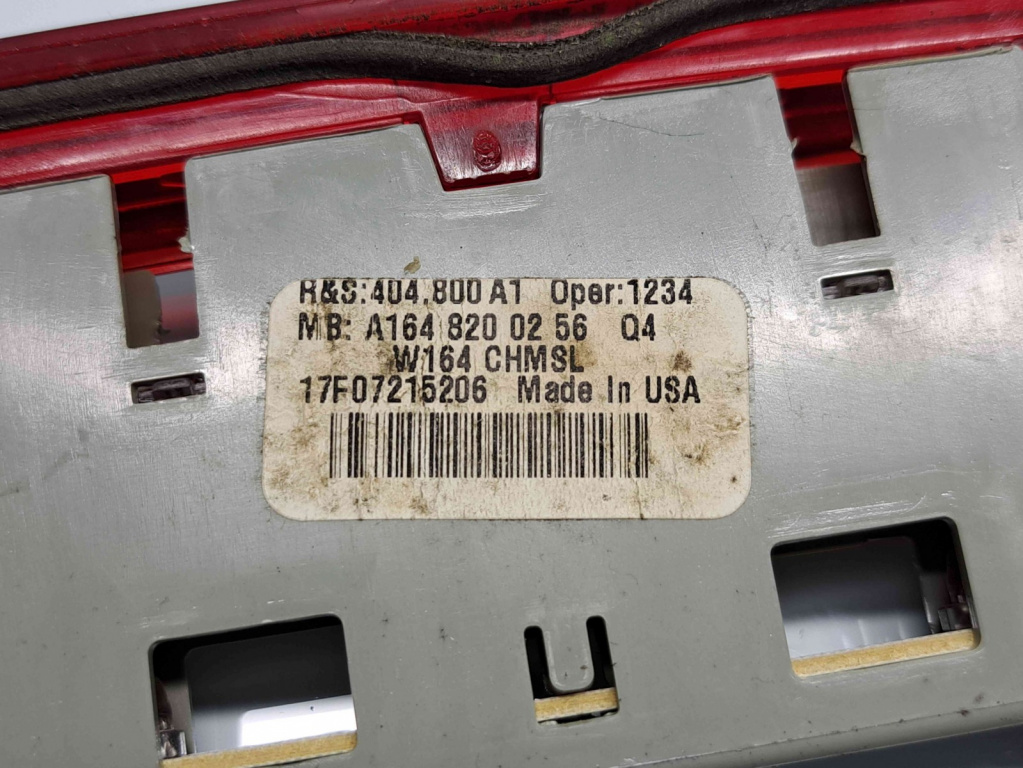 R&S:404.800 A1 Oper:1234
MB: A164 820 02 56 Q4
W164 CHMSL
17F07215206 Made In USA